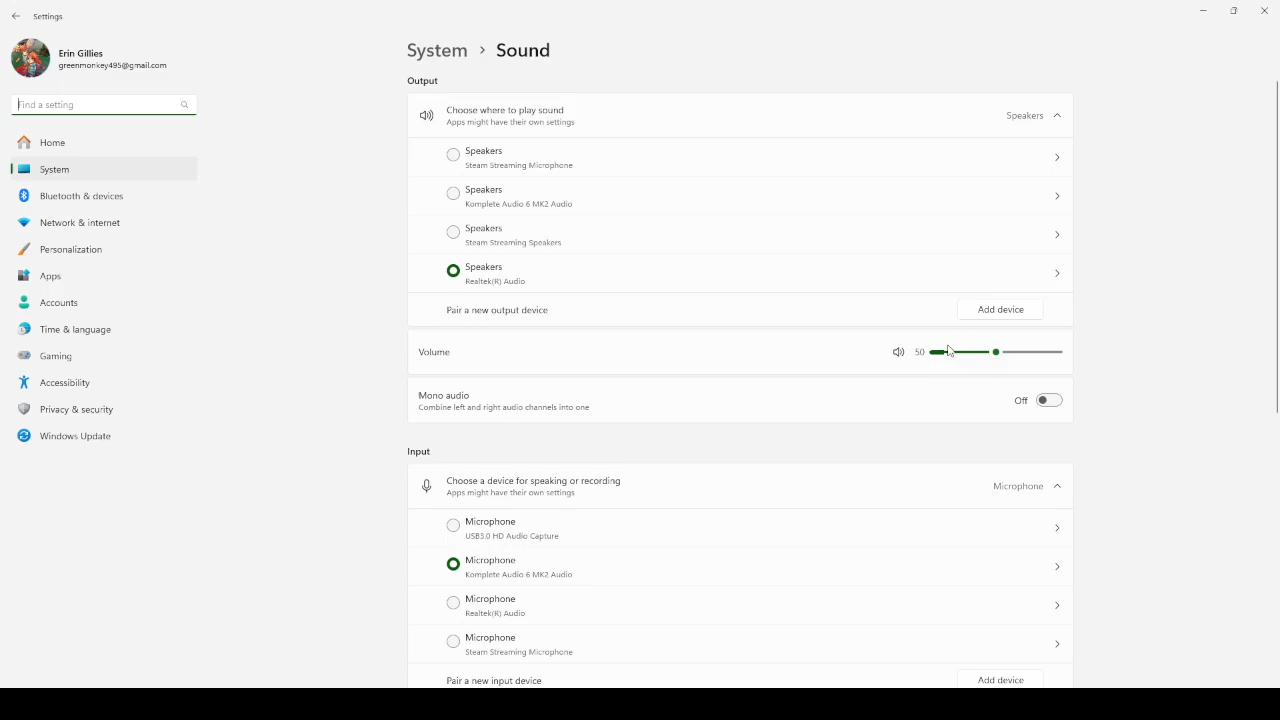 Settings
Erin Gillies
greenmonkey495@gmail.com
Find a setting
Home
System
Bluetooth & devices
Network & internet
Personalization
Apps
Accounts
Time & language
Gaming
Accessibility
Privacy & security
Windows Update
System > Sound
Output
Choose where to play sound
Apps might have their own settings
Speakers
Speakers
Steam Streaming Microphone
Speakers
Komplete Audio 6 MK2 Audio
Speakers
Steam Streaming Speakers
Speakers
Realtek(R) Audio
Pair a new output device
Add device
Volume
50
Mono audio
Combine left and right audio channels into one
Off
Input
Choose a device for speaking or recording
Apps might have their own settings
Microphone
Microphone
USB3.0 HD Audio Capture
Microphone
Komplete Audio 6 MK2 Audio
Microphone
Realtek(R) Audio
Microphone
Steam Streaming Microphone
Pair a new input device
Add device